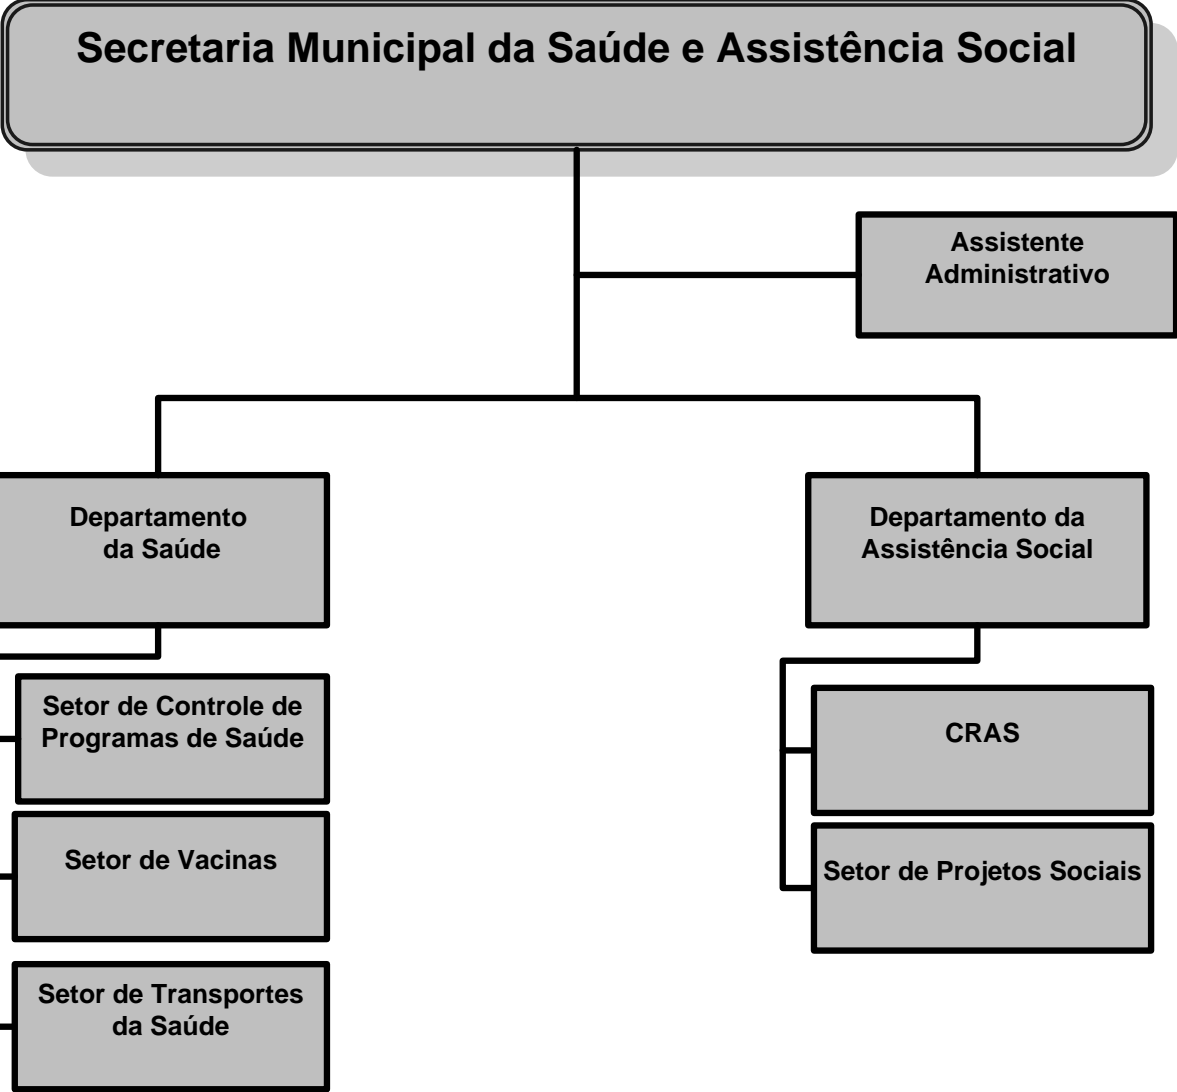 Secretaria Municipal da Saúde e Assistência Social
Assistente
Administrativo
Departamento
da Saúde
Departamento da
Assistência Social
Setor de Controle de
Programas de Saúde
CRAS
Setor de Vacinas
Setor de Projetos Sociais
Setor de Transportes
da Saúde